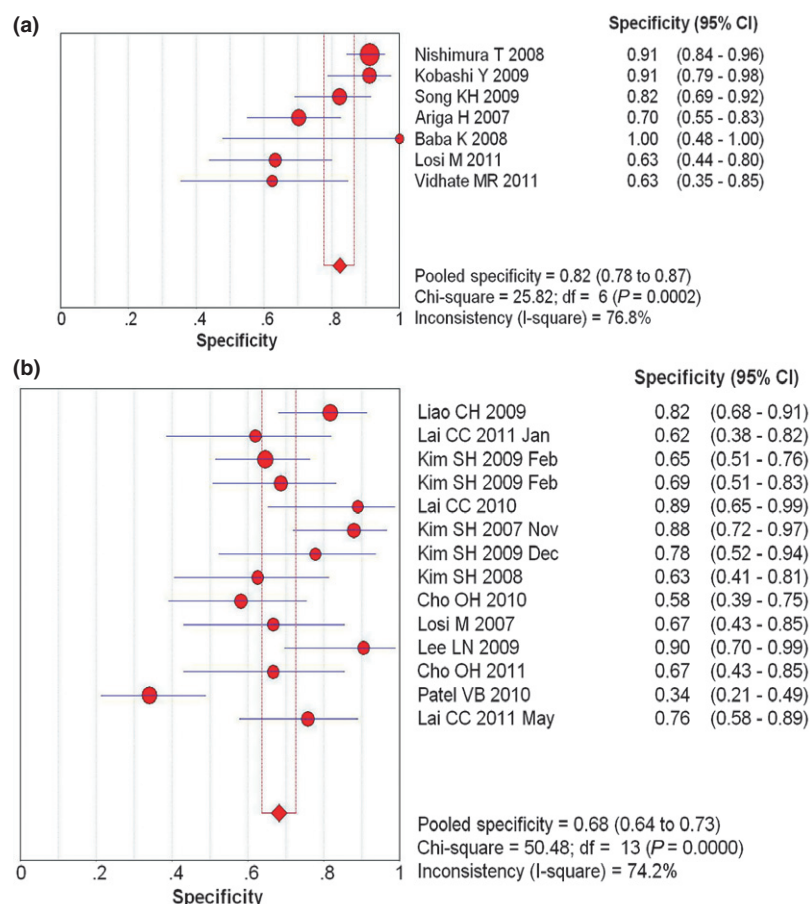 (a)
Specificity (95% CI)
Nishimura T 2008 0.91 (0.84 - 0.96)
Kobashi Y 2009 0.91 (0.79 - 0.98)
Song KH 2009 0.82 (0.69 - 0.92)
Ariga H 2007 0.70 (0.55 - 0.83)
Baba K 2008 1.00 (0.48 - 1.00)
Losi M 2011 0.63 (0.44 - 0.80)
Vidhate MR 2011 0.63 (0.35 - 0.85)
Pooled specificity = 0.82 (0.78 to 0.87)
Chi-square = 25.82; df = 6 (P = 0.0002)
Inconsistency (I-square) = 76.8%
0 .2 .4 .6 .8 1
Specificity
(b)
Specificity (95% CI)
Liao CH 2009 0.82 (0.68 - 0.91)
Lai CC 2011 Jan 0.62 (0.38 - 0.82)
Kim SH 2009 Feb 0.65 (0.51 - 0.76)
Kim SH 2009 Feb 0.69 (0.51 - 0.83)
Lai CC 2010 0.89 (0.65 - 0.99)
Kim SH 2007 Nov 0.88 (0.72 - 0.97)
Kim SH 2009 Dec 0.78 (0.52 - 0.94)
Kim SH 2008 0.63 (0.41 - 0.81)
Cho OH 2010 0.58 (0.39 - 0.75)
Losi M 2007 0.67 (0.43 - 0.85)
Lee LN 2009 0.90 (0.70 - 0.99)
Cho OH 2011 0.67 (0.43 - 0.85)
Patel VB 2010 0.34 (0.21 - 0.49)
Lai CC 2011 May 0.76 (0.58 - 0.89)
Pooled specificity = 0.68 (0.64 to 0.73)
Chi-square = 50.48; df = 13 (P = 0.0000)
Inconsistency (I-square) = 74.2%
0 .2 .4 .6 .8 1
Specificity